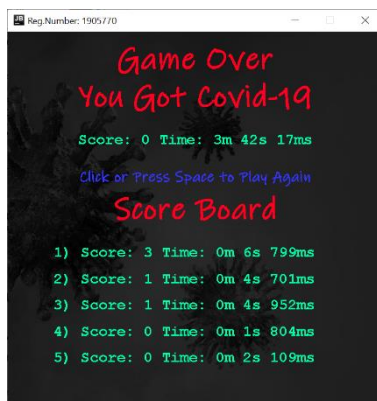 JB Reg.Number: 1905770
Game Over
You Got Covid-19
Score: 0 Time: 3m 42s 17ms
Click or Press Space to Play Again
Score Board
1) Score: 3 Time: 0m 6s 799ms
2) Score: 1 Time: 0m 4s 701ms
3) Score: 1 Time: 0m 4s 952ms
4) Score: 0 Time: 0m 1s 804ms
5) Score: 0 Time: 0m 2s 109ms